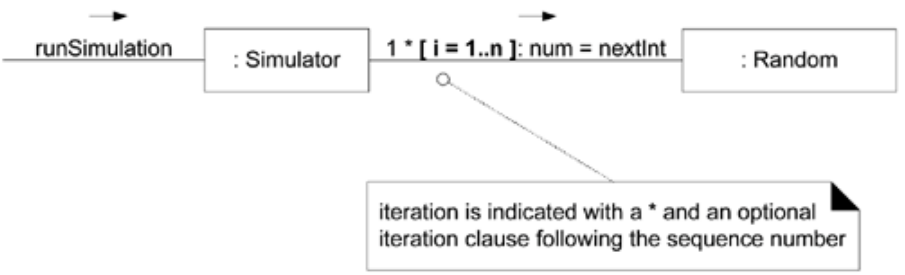 runSimulation
: Simulator
1 * [ i = 1..n ]: num = nextInt
: Random
iteration is indicated with a * and an optional
iteration clause following the sequence number